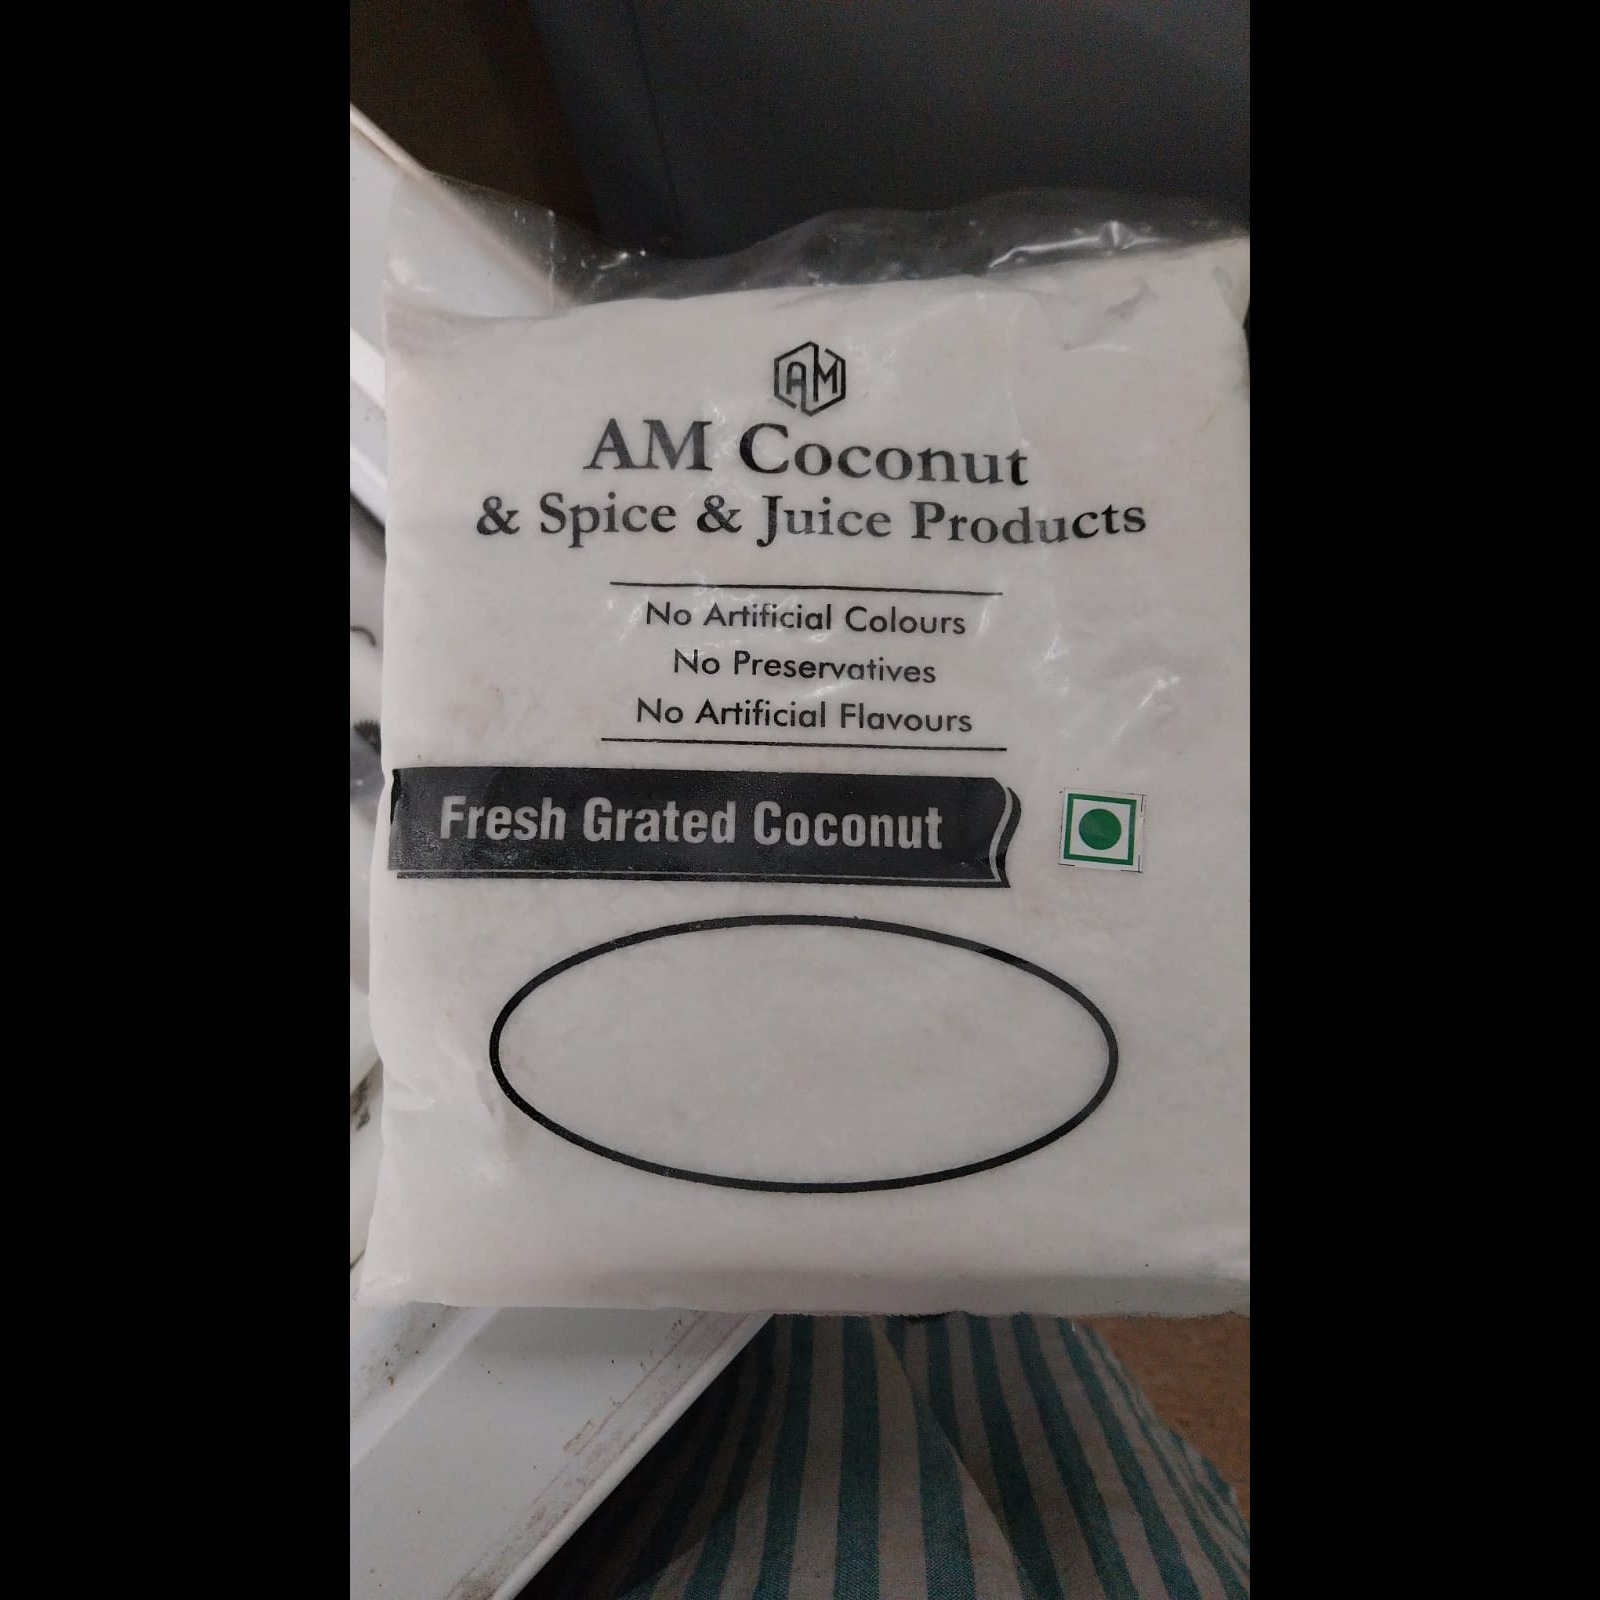 AM
AM Coconut
& Spice & Juice Products
No Artificial Colours
No Preservatives
No Artificial Flavours
Fresh Grated Coconut